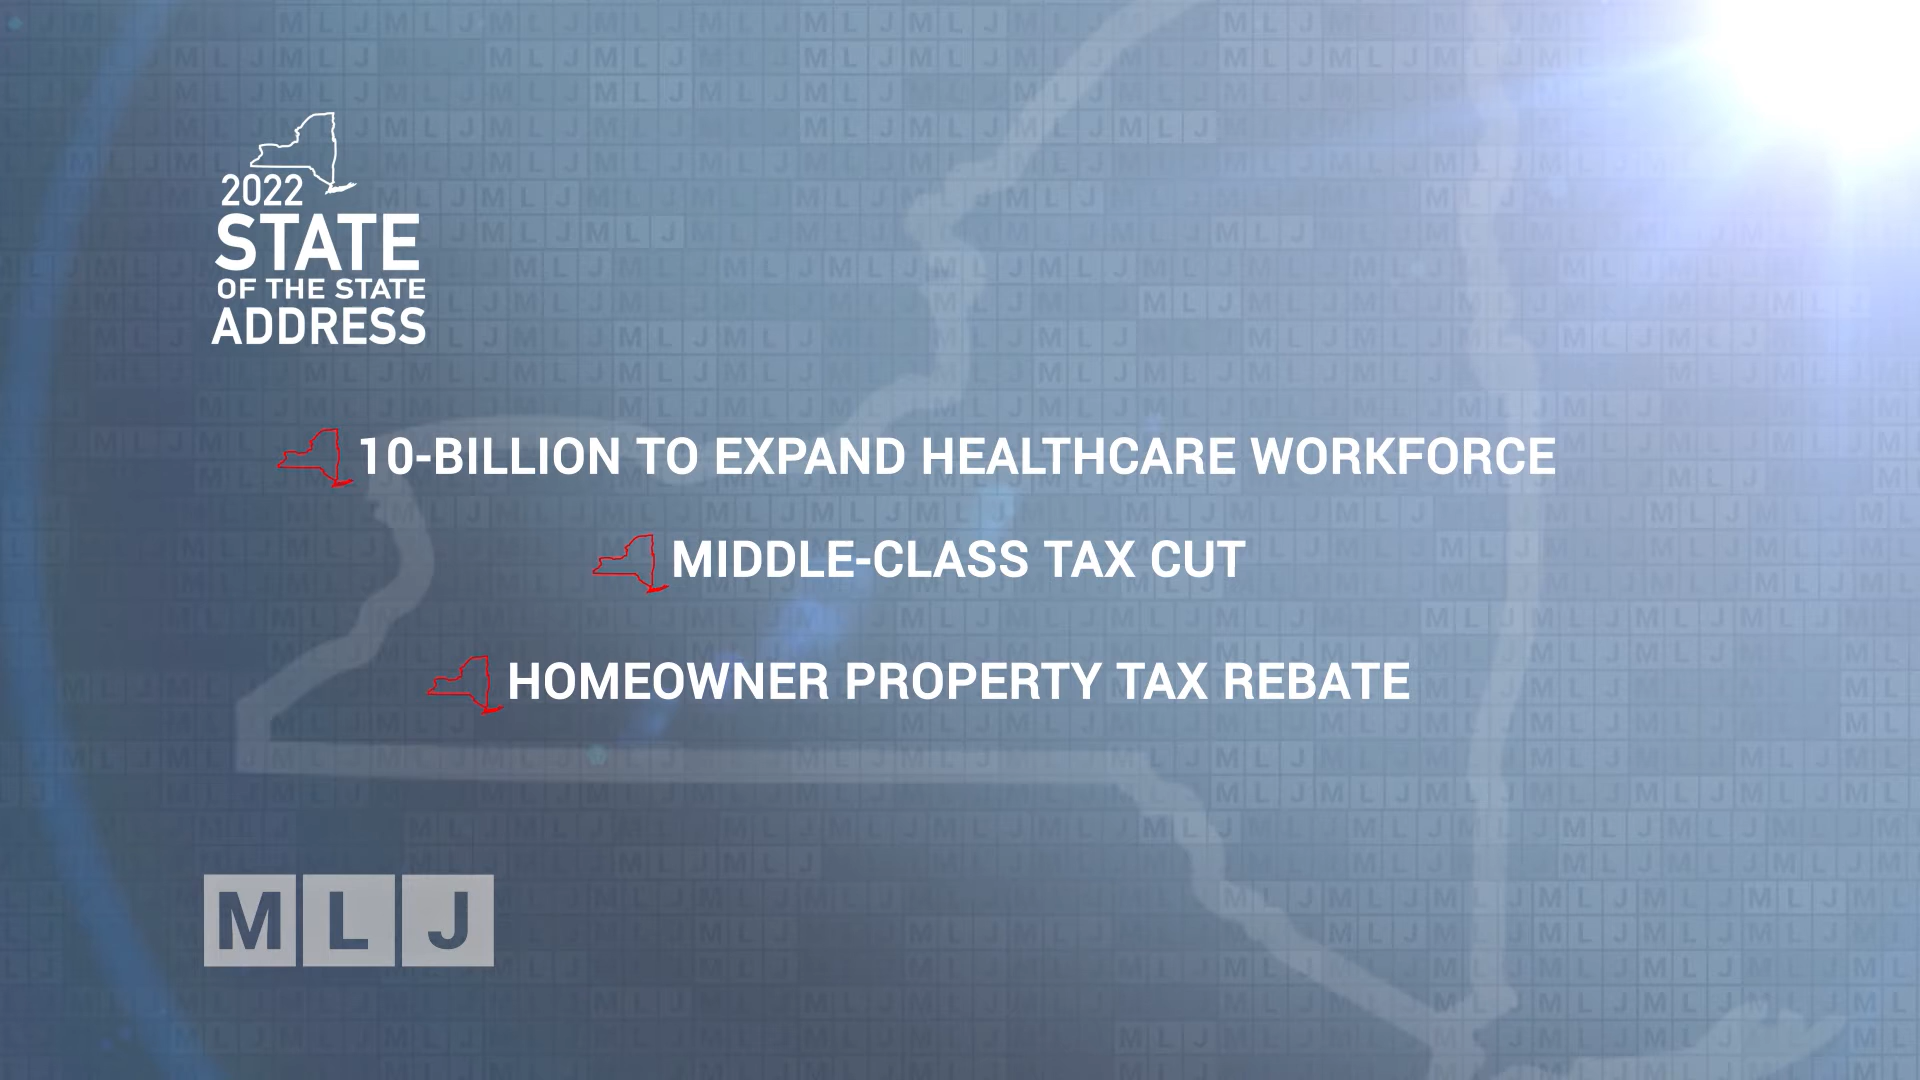 2022
STATE
OF THE STATE
ADDRESS
10-BILLION TO EXPAND HEALTHCARE WORKFORCE
MIDDLE-CLASS TAX CUT
HOMEOWNER PROPERTY TAX REBATE
M L J